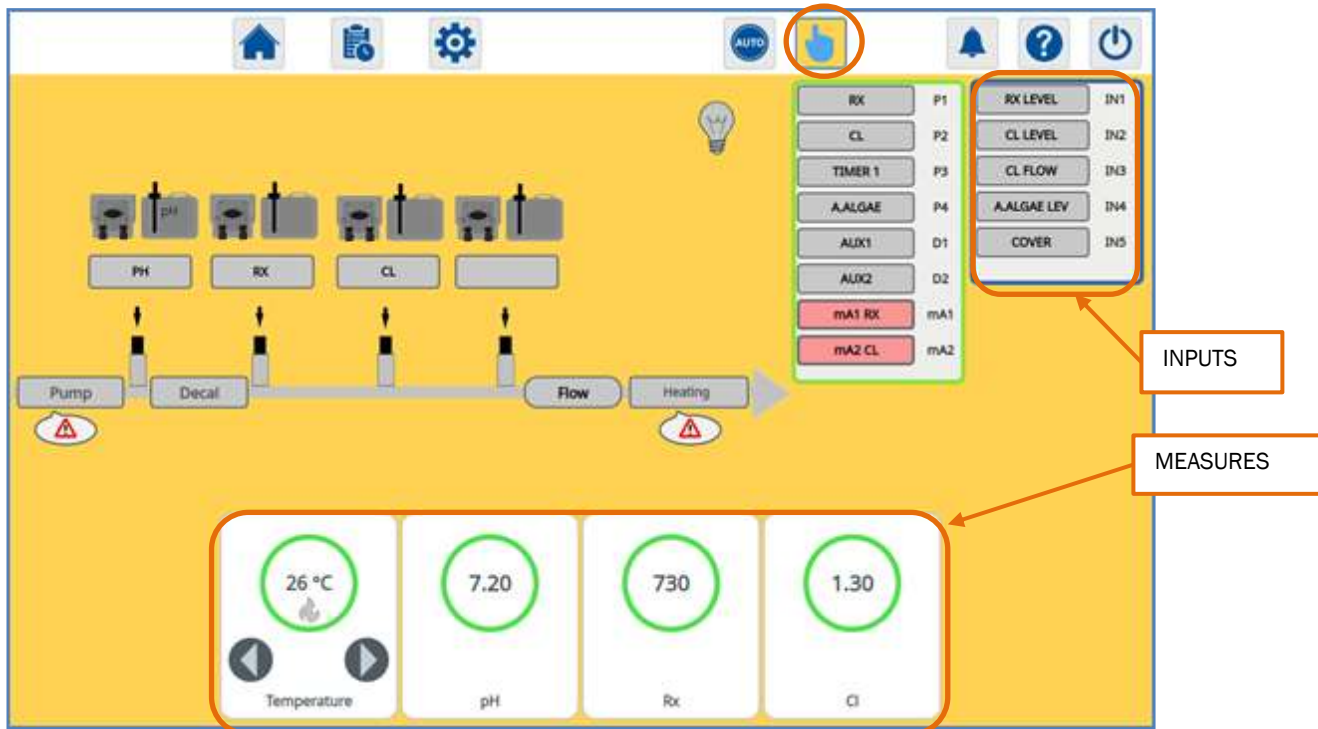 AUTO
?
RX P1 RX LEVEL IN1
CL P2 CL LEVEL IN2
TIMER 1 P3 CL FLOW IN3
A.ALGAE P4 A.ALGAE LEV IN4
AUX1 D1 COVER IN5
AUX2 D2
mA1 RX mA1
mA2 CL mA2
pH
PH RX CL
INPUTS
Pump Decal Flow Heating
MEASURES
26 °C 7.20 730 1.30
Temperature pH Rx Cl